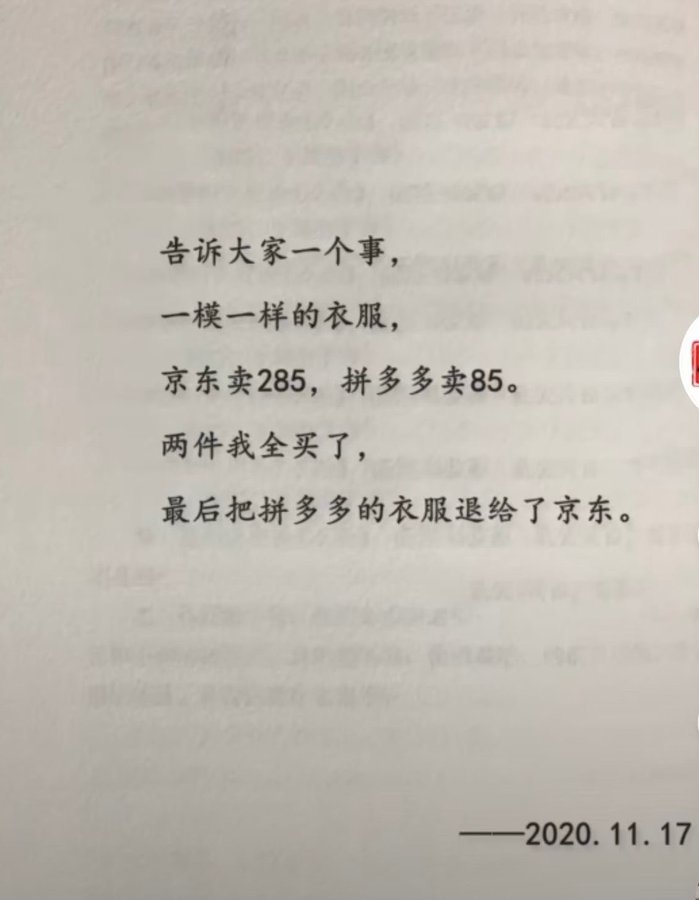 告诉大家一个事，
一模一样的衣服，
京东卖285，拼多多卖85。
两件我全买了，
最后把拼多多的衣服退给了京东。
——2020.11.17